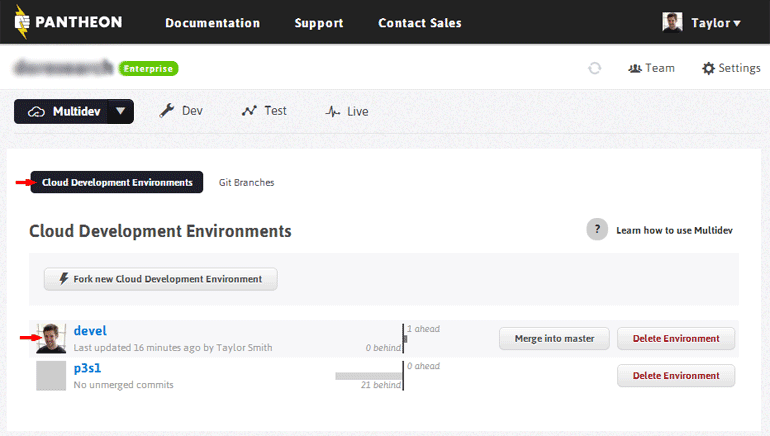 PANTHEON Documentation Support Contact Sales Taylor
Enterprise Team Settings
Multidev Dev Test Live
Cloud Development Environments Git Branches
Cloud Development Environments ? Learn how to use Multidev
Fork new Cloud Development Environment
devel 1 ahead
Last updated 16 minutes ago by Taylor Smith 0 behind Merge into master Delete Environment
p3s1 0 ahead
No unmerged commits 21 behind Delete Environment